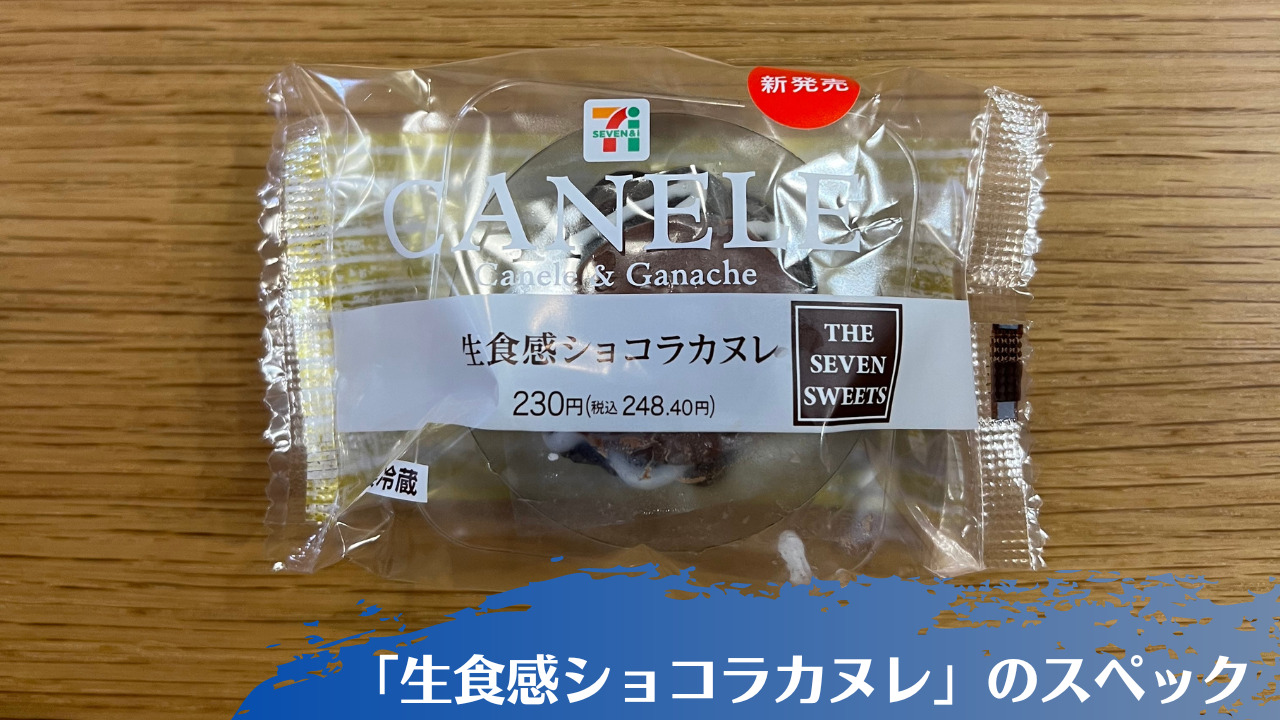 新発売
SEVEN&i
CANELE
Canele & Ganache
生食感ショコラカヌレ
230円(税込 248.40円)
THE
SEVEN
SWEETS
冷蔵
「生食感ショコラカヌレ」のスペック